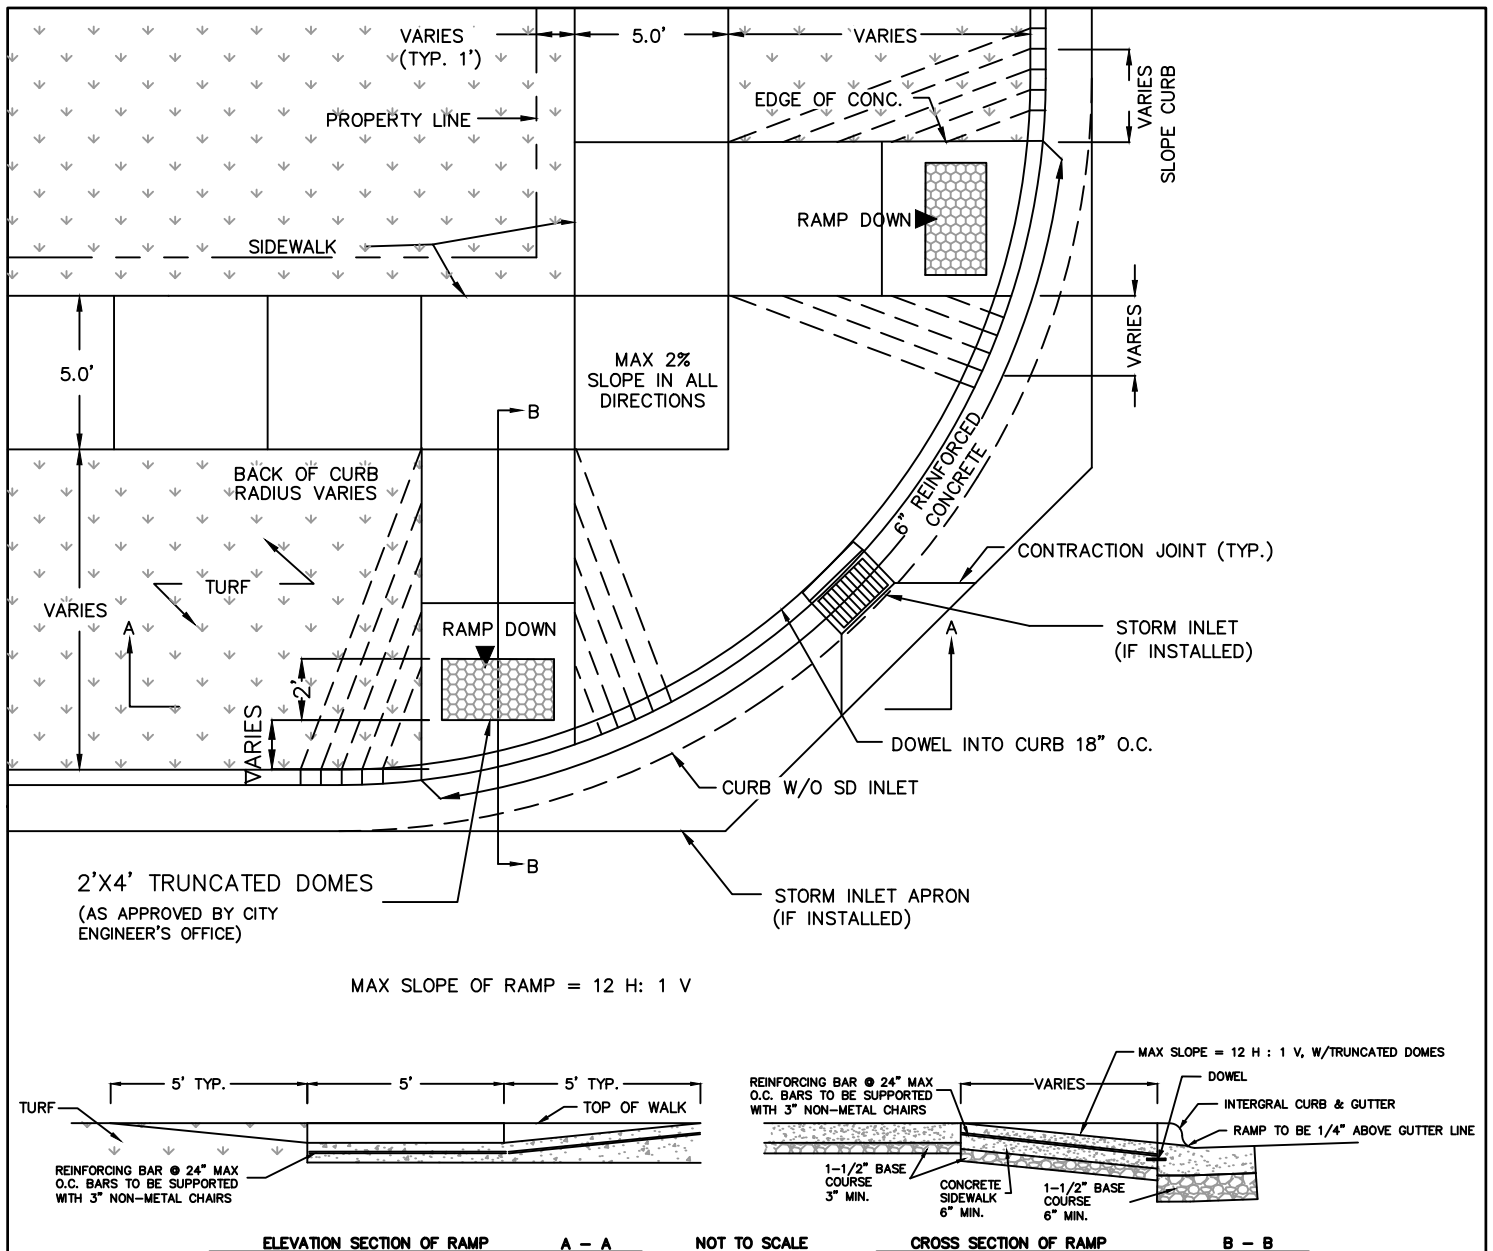 VARIES
(TYP. 1')
5.0'
VARIES
VARIES
SLOPE CURB
EDGE OF CONC.
PROPERTY LINE
RAMP DOWN
SIDEWALK
VARIES
5.0'
MAX 2%
SLOPE IN ALL
DIRECTIONS
B
6" REINFORCED
CONCRETE
BACK OF CURB
RADIUS VARIES
CONTRACTION JOINT (TYP.)
TURF
VARIES
A
RAMP DOWN
A
STORM INLET
(IF INSTALLED)
2'
VARIES
DOWEL INTO CURB 18" O.C.
CURB W/O SD INLET
B
2'X4' TRUNCATED DOMES
(AS APPROVED BY CITY
ENGINEER'S OFFICE)
STORM INLET APRON
(IF INSTALLED)
MAX SLOPE OF RAMP = 12 H: 1 V
5' TYP.
5'
5' TYP.
TURF
TOP OF WALK
REINFORCING BAR @ 24" MAX
O.C. BARS TO BE SUPPORTED
WITH 3" NON-METAL CHAIRS
MAX SLOPE = 12 H : 1 V, W/TRUNCATED DOMES
REINFORCING BAR @ 24" MAX
O.C. BARS TO BE SUPPORTED
WITH 3" NON-METAL CHAIRS
VARIES
DOWEL
INTERGRAL CURB & GUTTER
RAMP TO BE 1/4" ABOVE GUTTER LINE
1-1/2" BASE
COURSE
3" MIN.
CONCRETE
SIDEWALK
6" MIN.
1-1/2" BASE
COURSE
6" MIN.
ELEVATION SECTION OF RAMP A - A
NOT TO SCALE
CROSS SECTION OF RAMP B - B